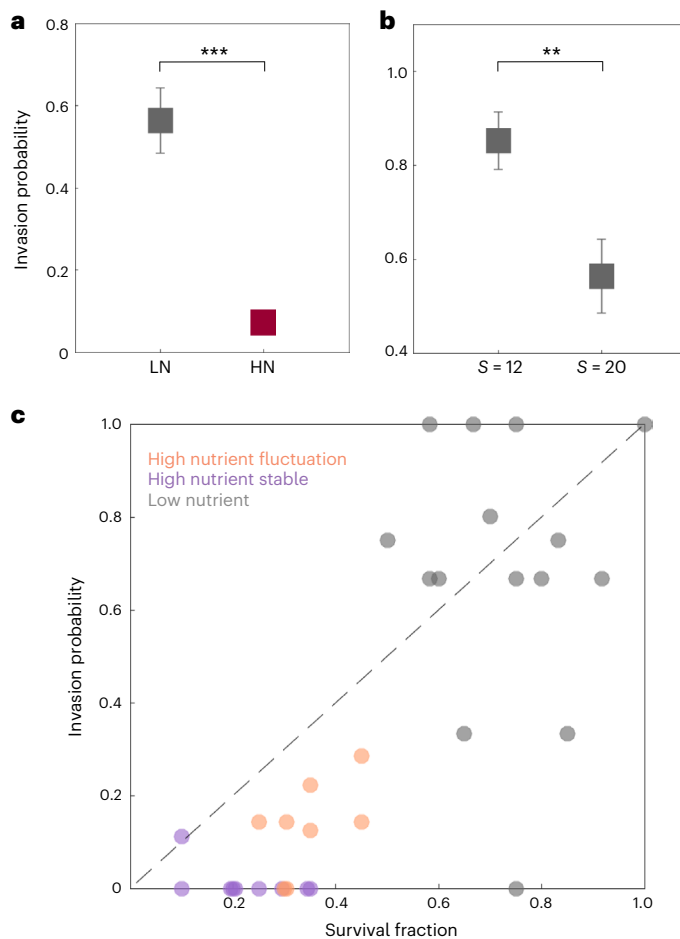 a
0.8
***
0.6
0.4
0.2
0
Invasion probability
LN
HN
b
1.0
**
0.8
0.6
0.4
S = 12
S = 20
c
1.0
High nutrient fluctuation
High nutrient stable
Low nutrient
0.8
0.6
0.4
0.2
0
Invasion probability
0.2
0.4
0.6
0.8
1.0
Survival fraction